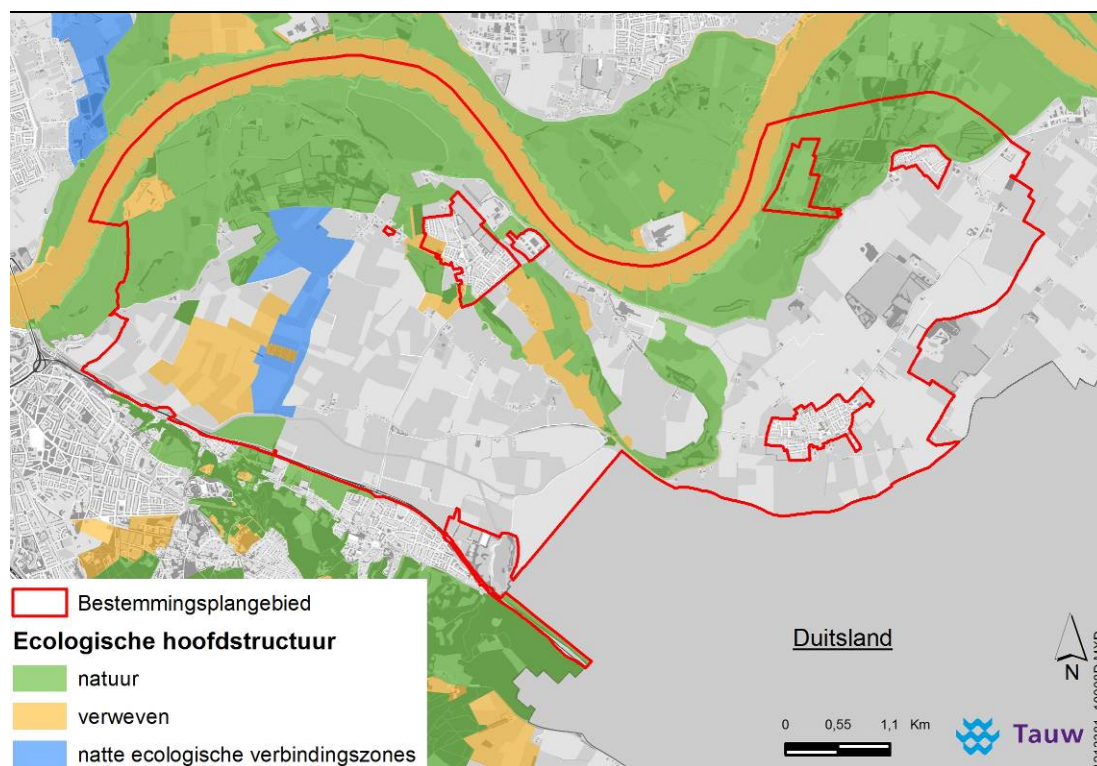 Bestemmingsplangebied
Ecologische hoofdstructuur
natuur
verweven
natte ecologische verbindingszones
Duitsland
N
0 0,55 1,1 Km
Tauw